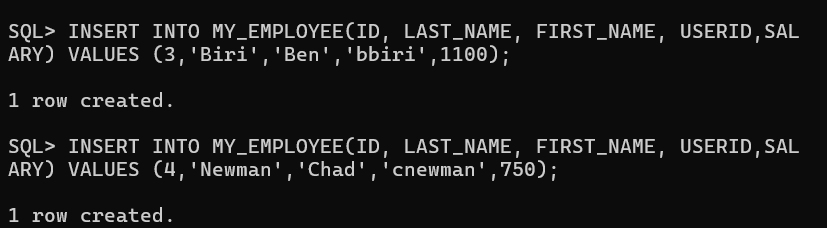 SQL> INSERT INTO MY_EMPLOYEE(ID, LAST_NAME, FIRST_NAME, USERID,SAL
ARY) VALUES (3,'Biri','Ben','bbiri',1100);
1 row created.
SQL> INSERT INTO MY_EMPLOYEE(ID, LAST_NAME, FIRST_NAME, USERID,SAL
ARY) VALUES (4,'Newman','Chad','cnewman',750);
1 row created.